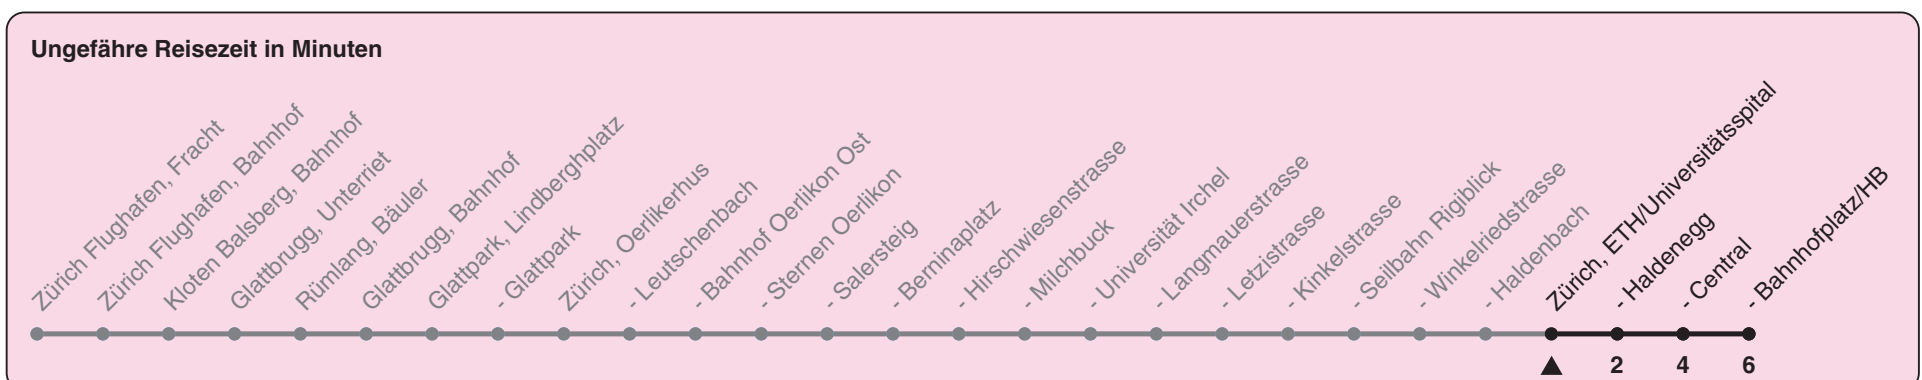 Ungefähre Reisezeit in Minuten
Zürich Flughafen, Fracht
Zürich Flughafen, Bahnhof
Kloten Balsberg, Bahnhof
Glattbrugg, Unterriet
Rümlang, Bäuler
Glattbrugg, Bahnhof
Glattpark, Lindberghplatz
- Glattpark
Zürich, Oerlikerhus
- Leutschenbach
- Bahnhof Oerlikon Ost
- Sternen Oerlikon
- Salersteig
- Berninaplatz
- Hirschwiesenstrasse
- Milchbuck
- Universität Irchel
- Langmauerstrasse
- Letzistrasse
- Kinkelstrasse
- Seilbahn Rigiblick
- Winkelriedstrasse
- Haldenbach
Zürich, ETH/Universitätsspital
- Haldenegg
- Central
- Bahnhofplatz/HB
2 4 6